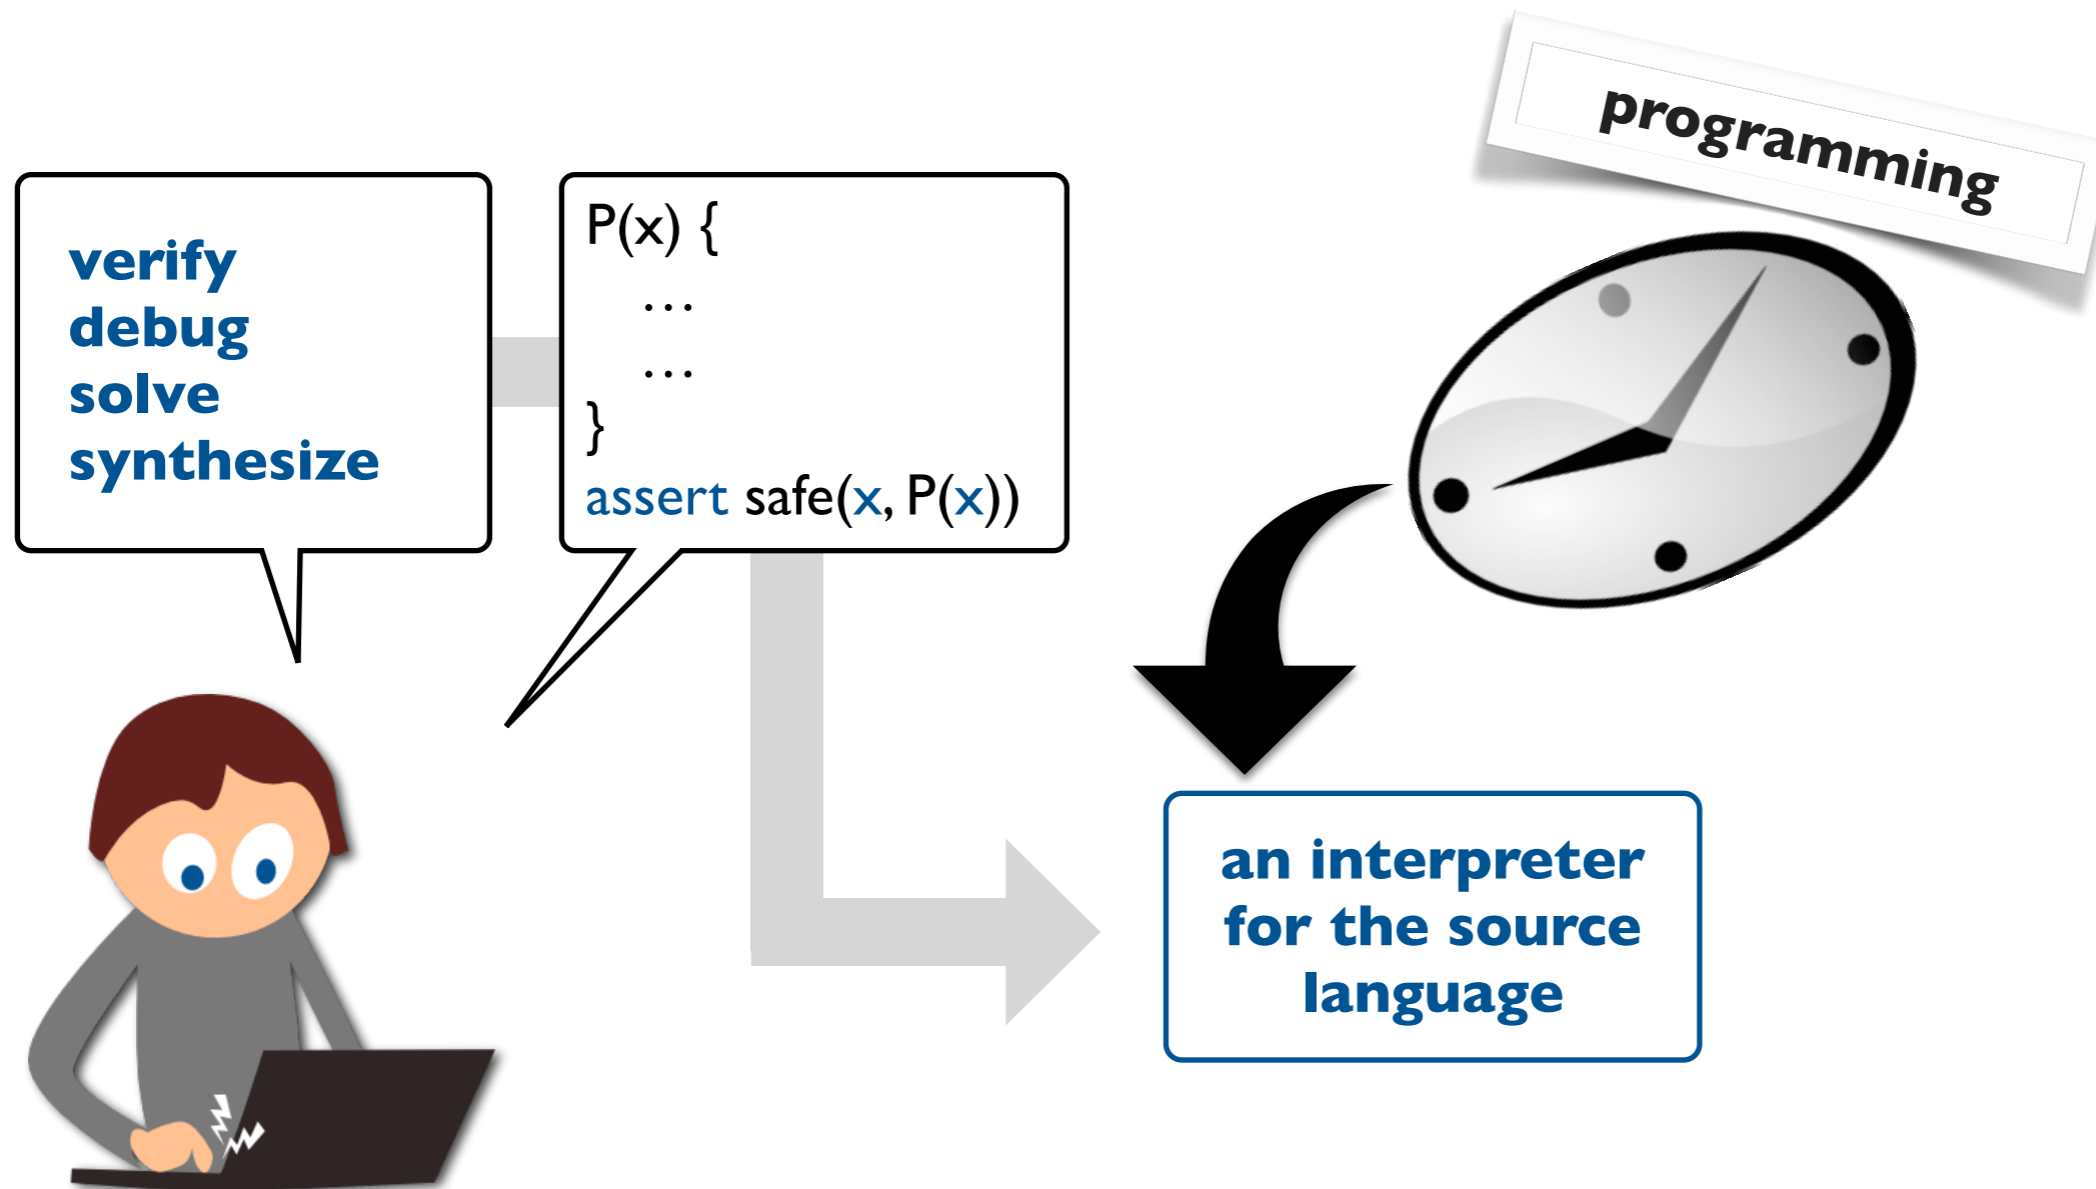 programming
verify
debug
solve
synthesize
P(x) {
…
…
}
assert safe(x, P(x))
an interpreter
for the source
language